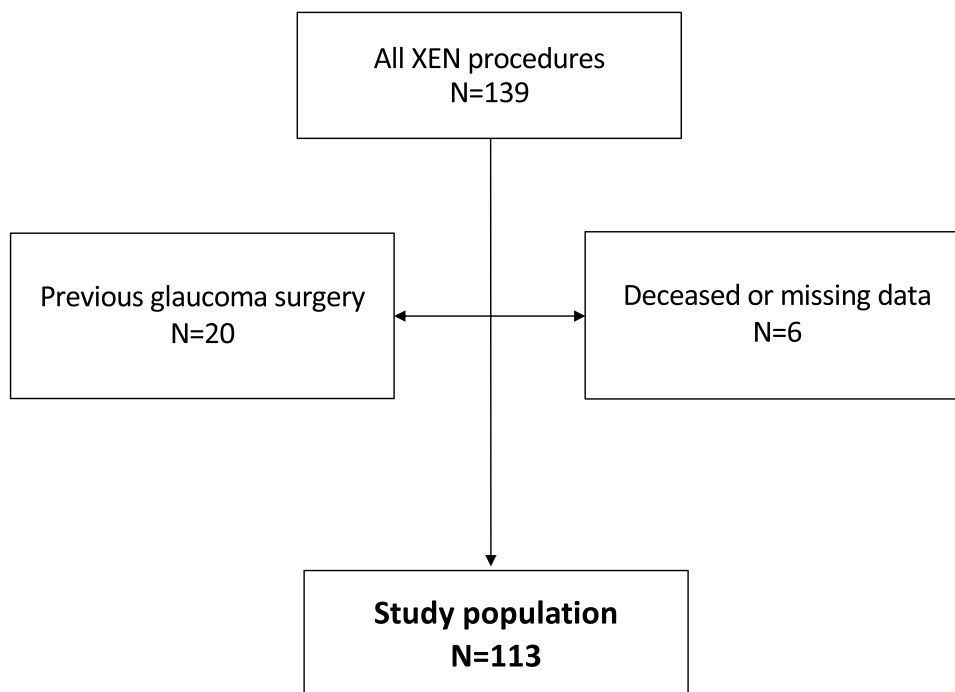 All XEN procedures
N=139
Previous glaucoma surgery
N=20
Deceased or missing data
N=6
Study population
N=113